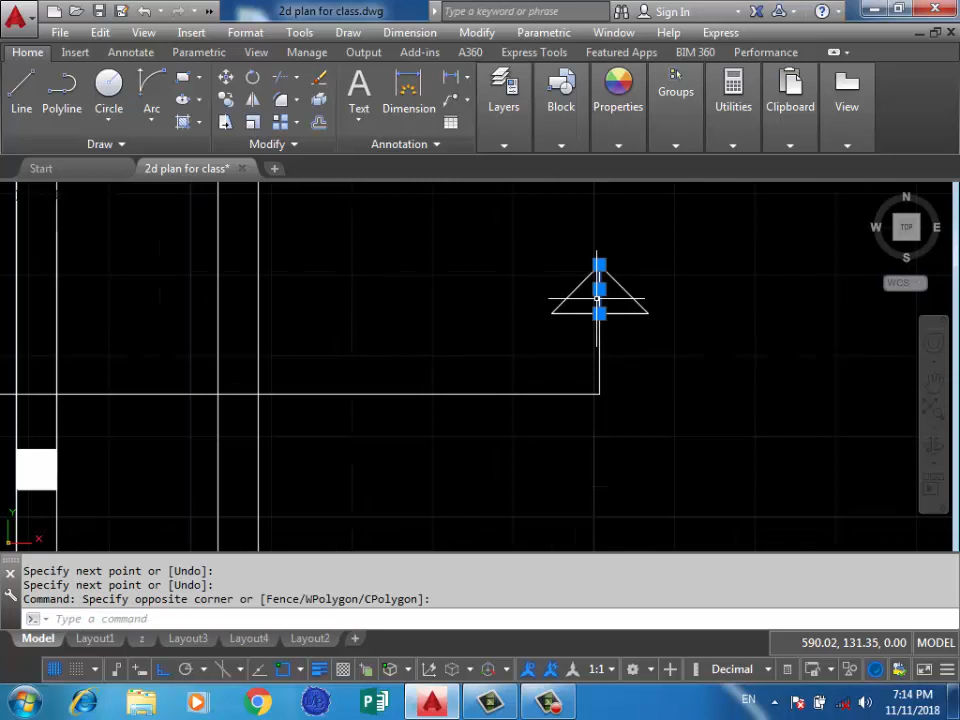 2d plan for class.dwg
Type a keyword or phrase
Sign In
File Edit View Insert Format Tools Draw Dimension Modify Parametric Window Help Express
Home Insert Annotate Parametric View Manage Output Add-ins A360 Express Tools Featured Apps BIM 360 Performance
Line Polyline Circle Arc Text Dimension Layers Block Properties Groups Utilities Clipboard View
Draw Modify Annotation
Start 2d plan for class*
N
W TOP E
S
WCS
Y
X
Specify next point or [Undo]:
Specify next point or [Undo]:
Command: Specify opposite corner or [Fence/WPolygon/CPolygon]:
Type a command
Model Layout1 z Layout3 Layout4 Layout2
590.02, 131.35, 0.00 MODEL
1:1 Decimal
EN
7:14 PM
11/11/2018